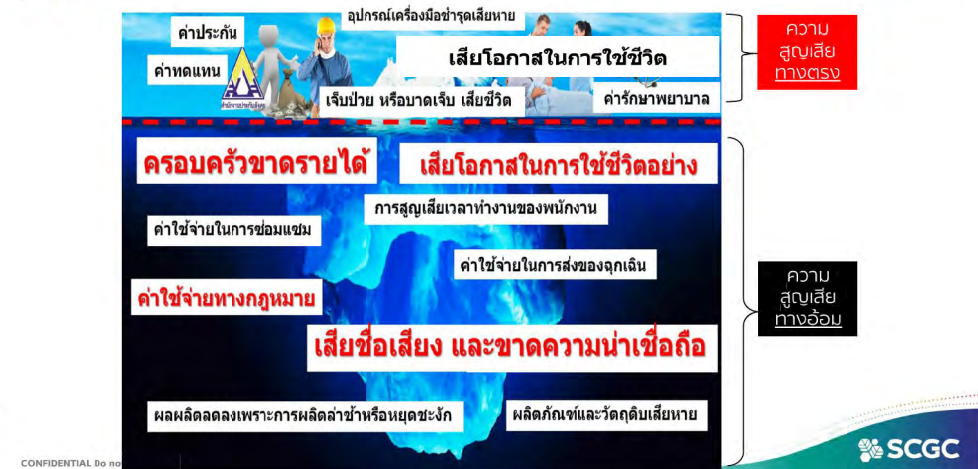 อุปกรณ์เครื่องมือชำรุดเสียหาย
ค่าประกัน
เสียโอกาสในการใช้ชีวิต
ค่าทดแทน
สำนักงานประกันสังคม
เจ็บป่วย หรือบาดเจ็บ เสียชีวิต
ค่ารักษาพยาบาล
ความ
สูญเสีย
ทางตรง
ครอบครัวขาดรายได้
เสียโอกาสในการใช้ชีวิตอย่าง
การสูญเสียเวลาทำงานของพนักงาน
ค่าใช้จ่ายในการซ่อมแซม
ค่าใช้จ่ายในการส่งของฉุกเฉิน
ค่าใช้จ่ายทางกฎหมาย
เสียชื่อเสียง และขาดความน่าเชื่อถือ
ผลผลิตลดลงเพราะการผลิตล่าช้าหรือหยุดชะงัก
ผลิตภัณฑ์และวัตถุดิบเสียหาย
ความ
สูญเสีย
ทางอ้อม
SCGC
CONFIDENTIAL Do no